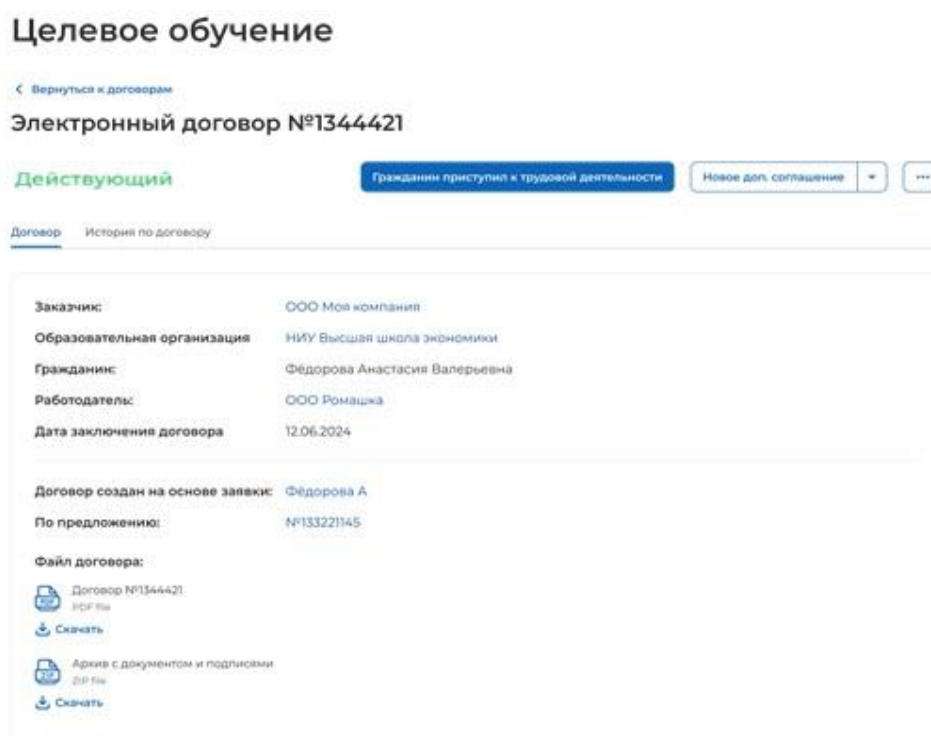 Целевое обучение
Вернуться к договорам
Электронный договор №1344421
Действующий Гражданин приступил к трудовой деятельности Новое доп. соглашение ...
Договор История по договору
Заказчик: ООО Моя компания
Образовательная организация НИУ Высшая школа экономики
Гражданин: Фёдорова Анастасия Валерьевна
Работодатель: ООО Ромашка
Дата заключения договора 12.06.2024
Договор создан на основе заявки: Фёдорова А
По предложению: №133221145
Файл договора:
Договор №1344421
PDF PDF file
Скачать
Архив с документом и подписями
ZIP ZIP file
Скачать